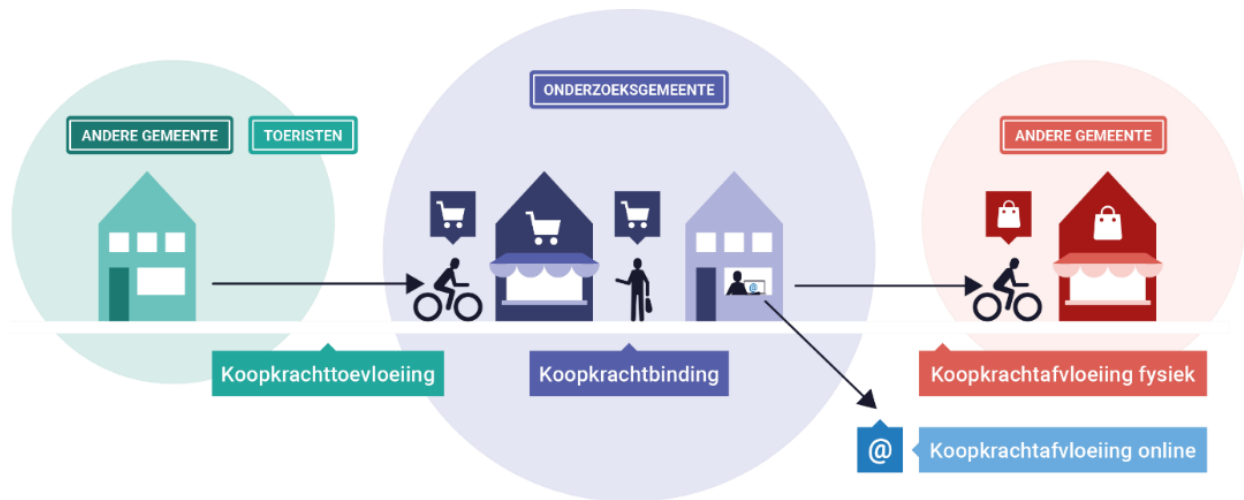 ONDERZOEKSGEMEENTE
ANDERE GEMEENTE
TOERISTEN
ANDERE GEMEENTE
@
Koopkrachttoevloeiing
Koopkrachtbinding
Koopkrachtafvloeiing fysiek
@
Koopkrachtafvloeiing online